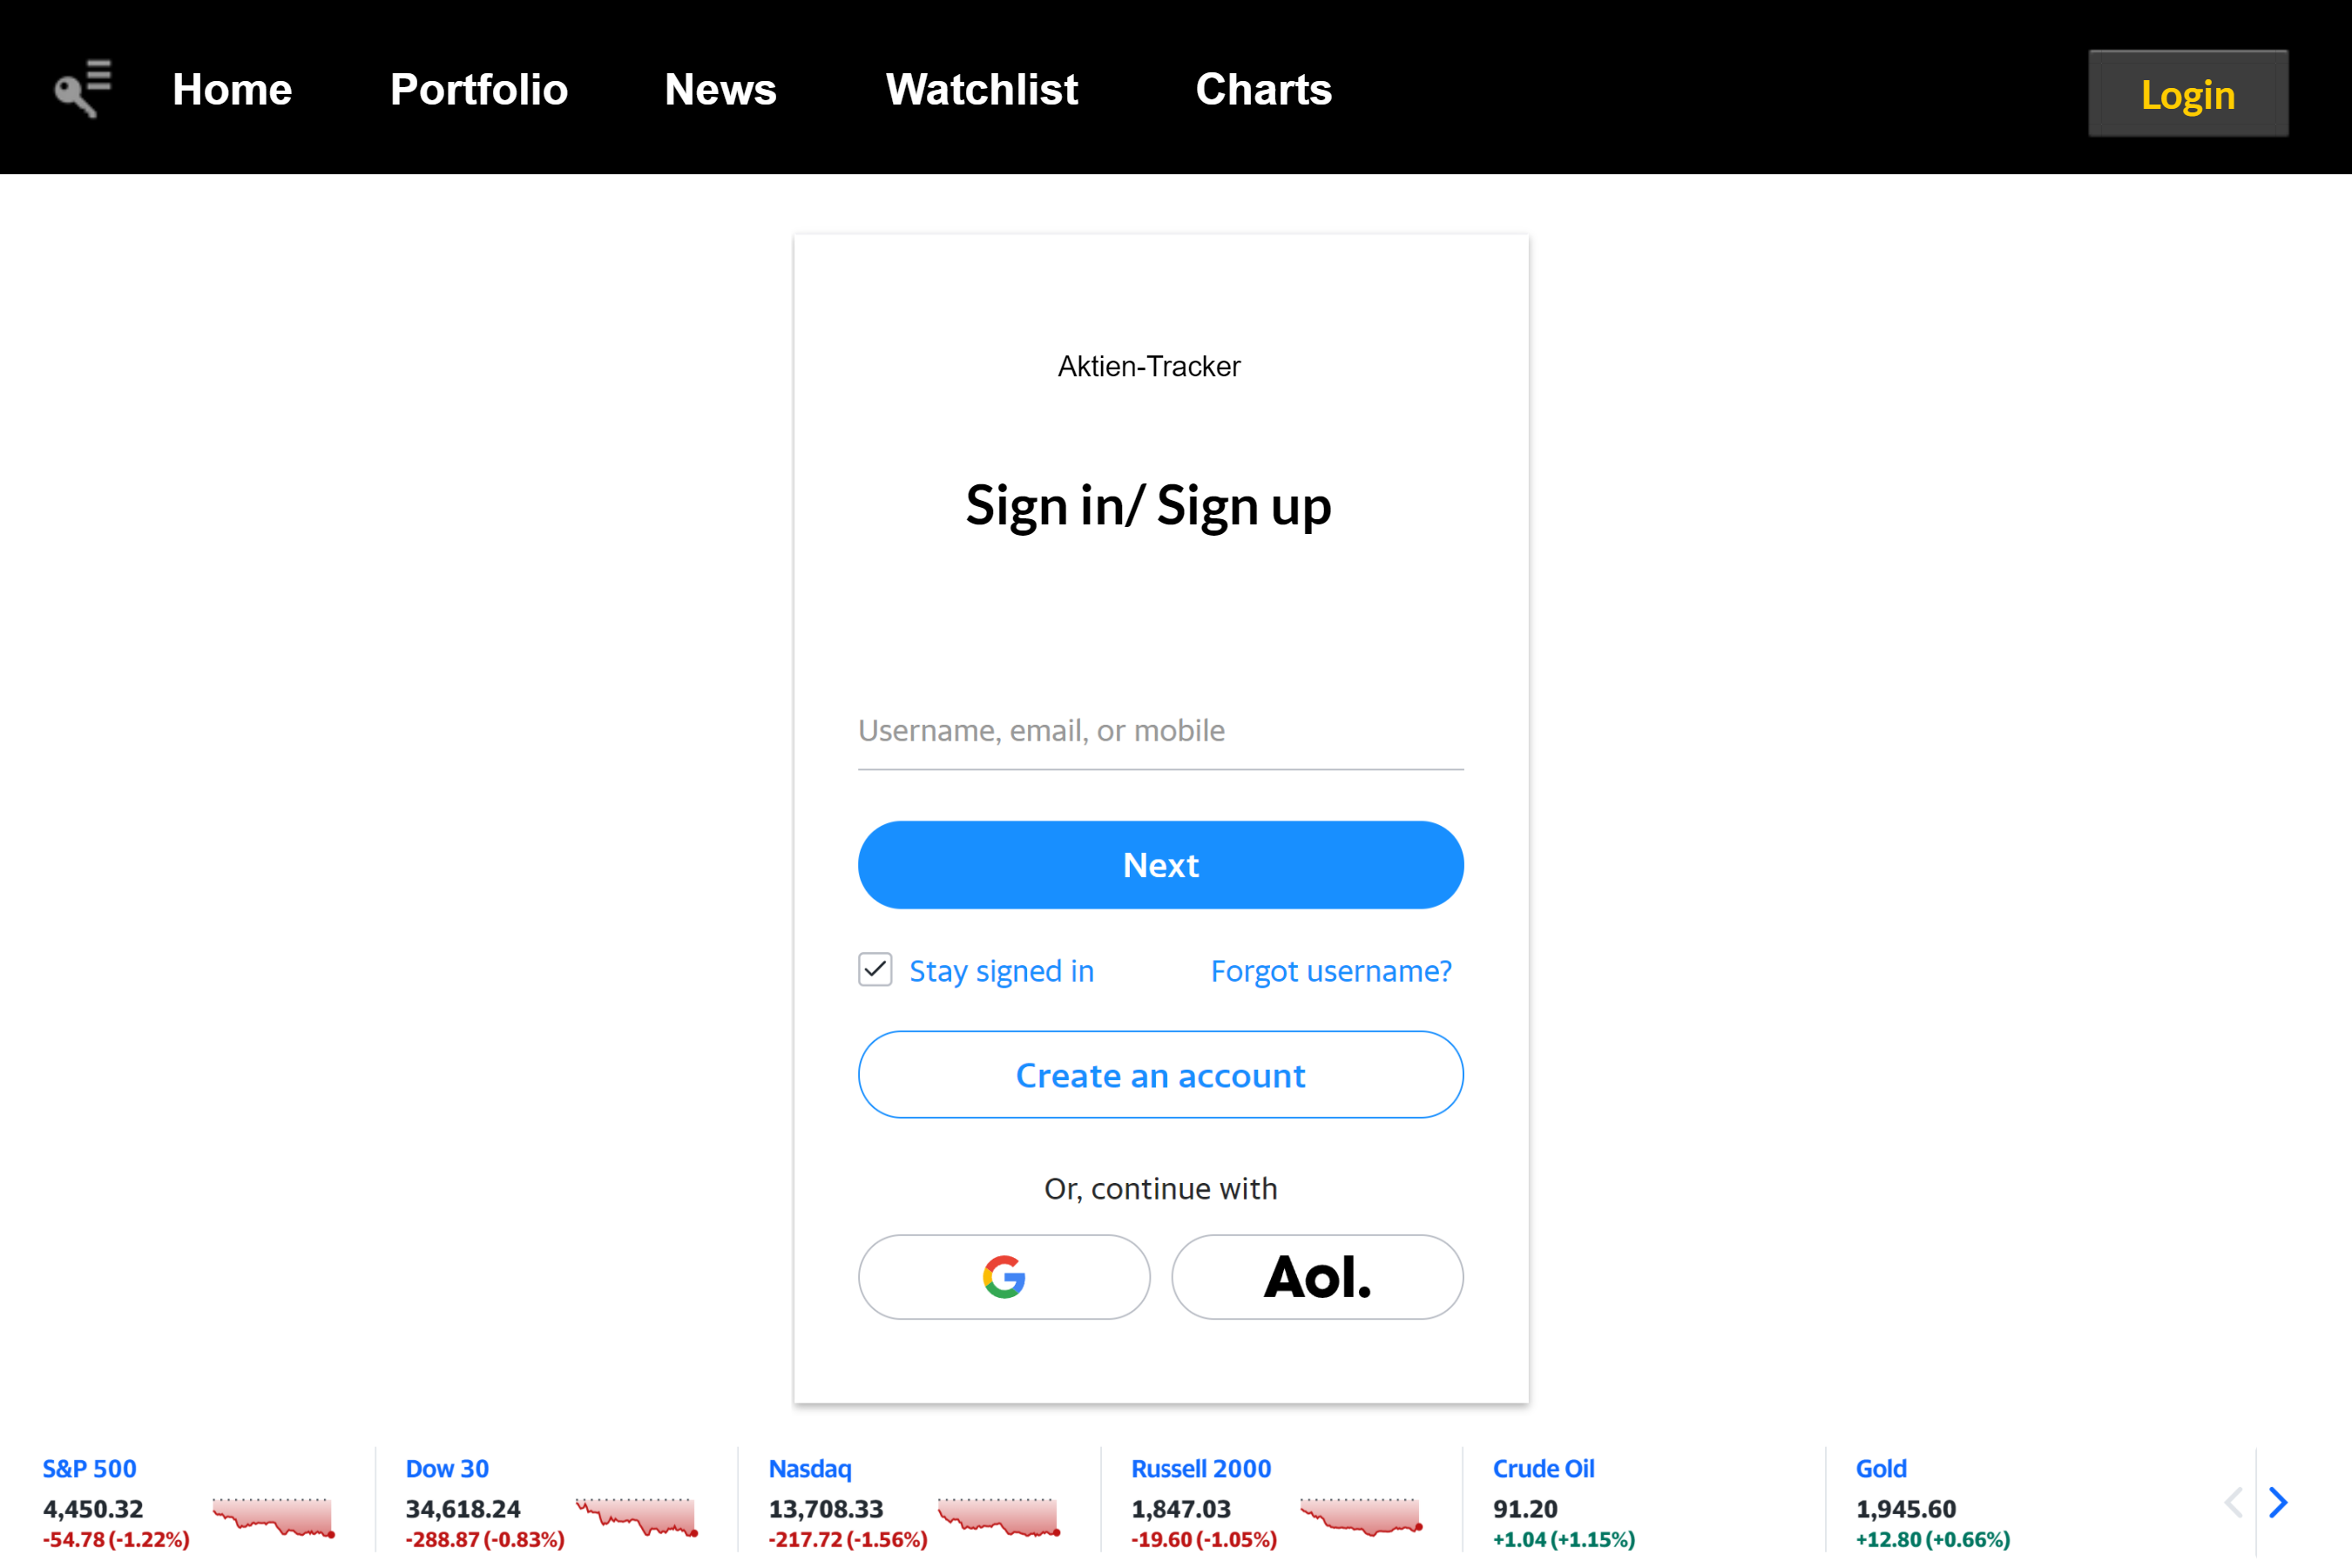 Home Portfolio News Watchlist Charts Login
Aktien-Tracker
Sign in/ Sign up
Username, email, or mobile
Next
Stay signed in Forgot username?
Create an account
Or, continue with
G Aol.
S&P 500 Dow 30 Nasdaq Russell 2000 Crude Oil Gold
4,450.32 34,618.24 13,708.33 1,847.03 91.20 1,945.60
-54.78 (-1.22%) -288.87 (-0.83%) -217.72 (-1.56%) -19.60 (-1.05%) +1.04 (+1.15%) +12.80 (+0.66%)